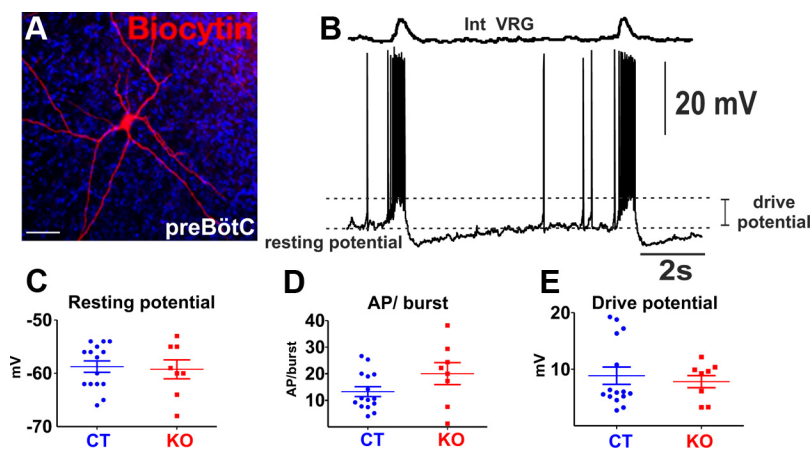 A
Biocytin
preBötC
B
Int VRG
20 mV
drive
potential
resting potential
2s
C
Resting potential
mV
-50
-60
-70
CT
KO
D
AP/ burst
AP/burst
40
30
20
10
CT
KO
E
Drive potential
mV
20
10
CT
KO